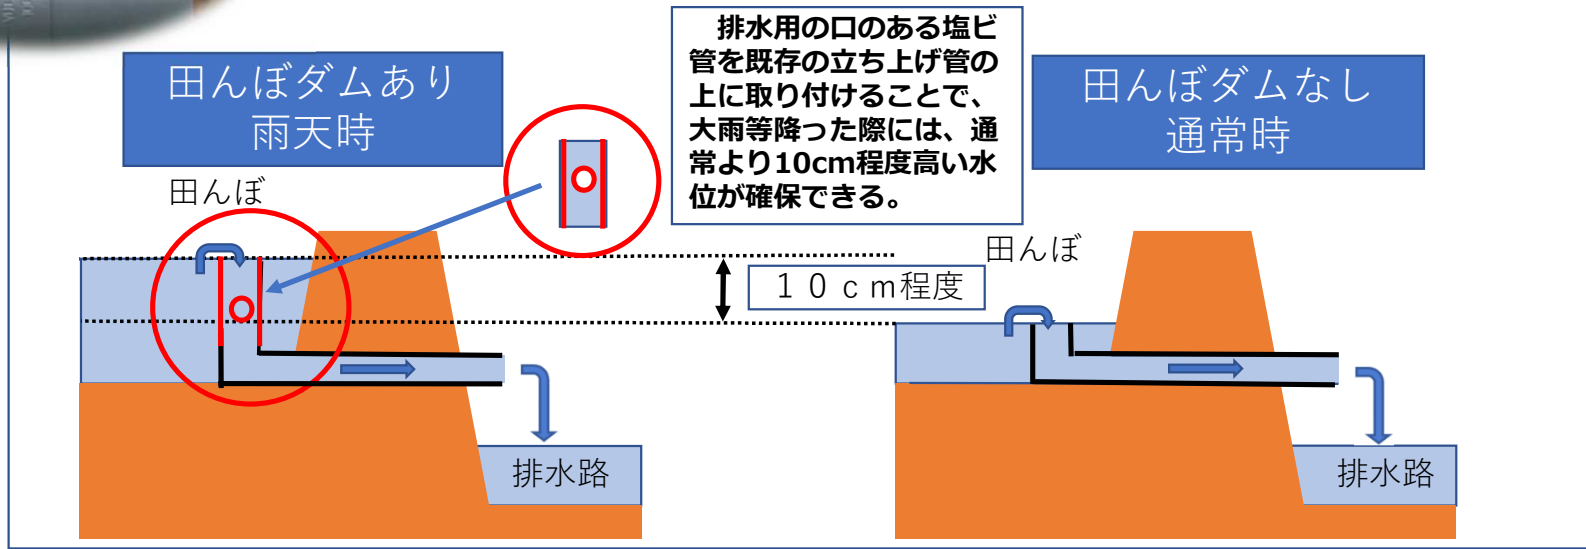 田んぼダムあり
雨天時
田んぼ
排水用の口のある塩ビ
管を既存の立ち上げ管の
上に取り付けることで、
大雨等降った際には、通
常より10cm程度高い水
位が確保できる。
田んぼダムなし
通常時
田んぼ
１０ｃｍ程度
排水路
排水路